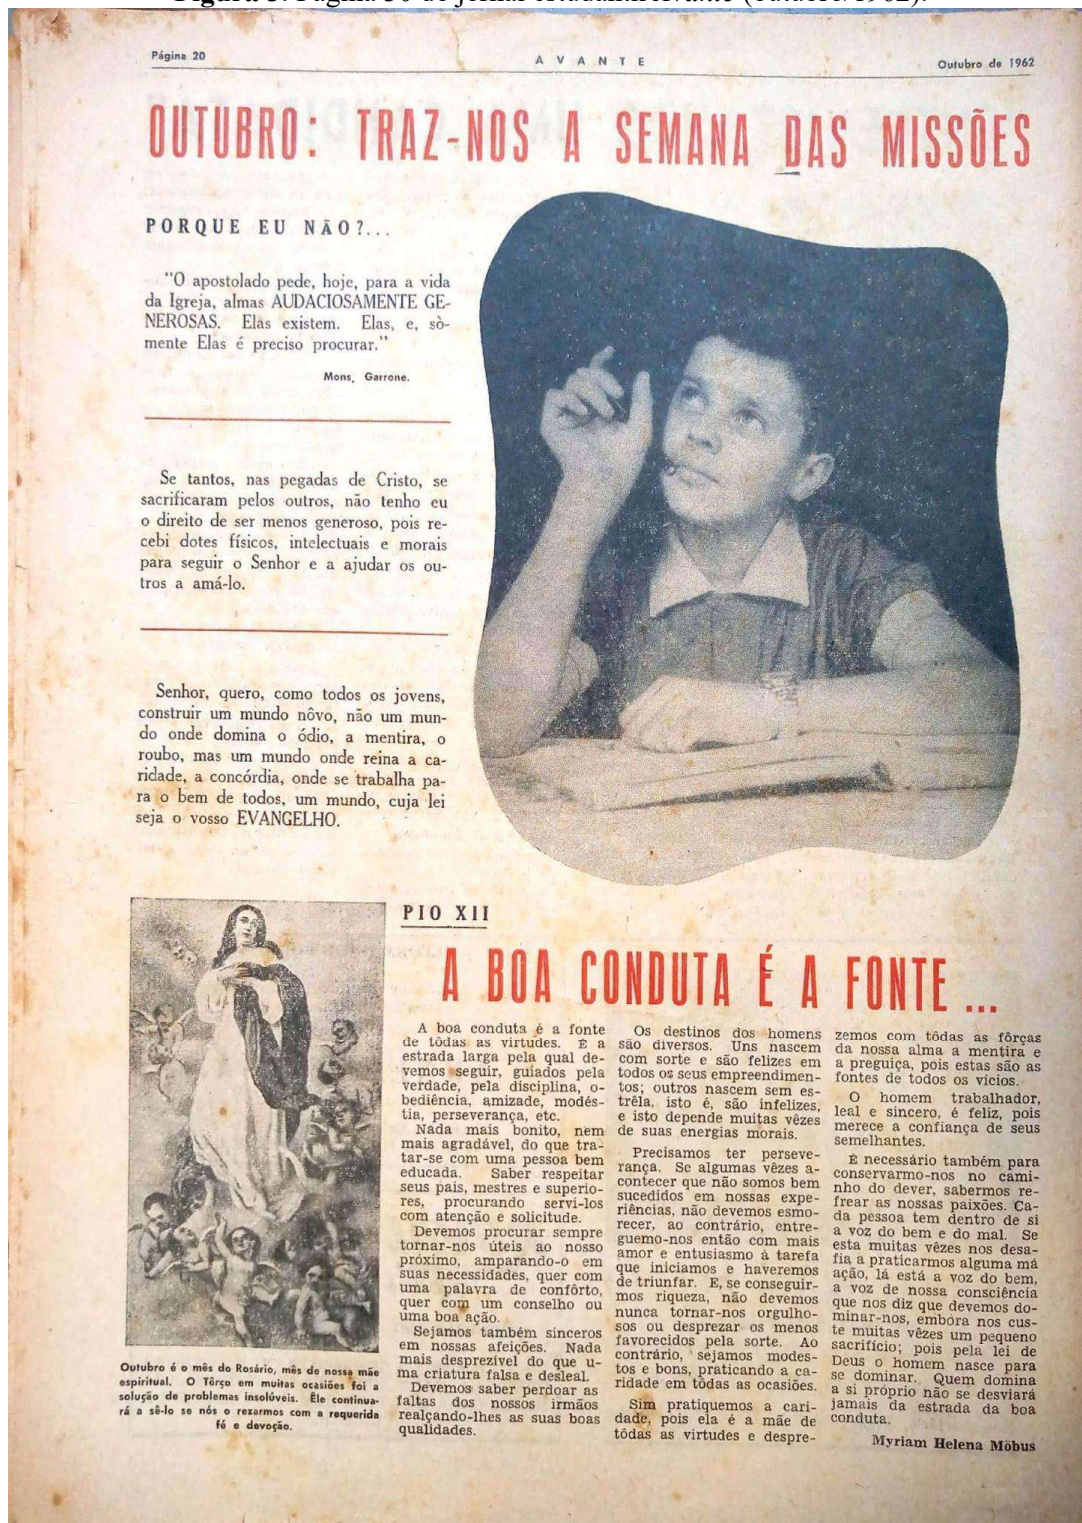 Página 20
AVANTE
Outubro de 1962
OUTUBRO: TRAZ-NOS A SEMANA DAS MISSÕES
PORQUE EU NÃO?...
"O apostolado pede, hoje, para a vida
da Igreja, almas AUDACIOSAMENTE GE-
NEROSAS. Elas existem. Elas, e, sò-
mente Elas é preciso procurar."
Mons. Garrone.
Se tantos, nas pegadas de Cristo, se
sacrificaram pelos outros, não tenho eu
o direito de ser menos generoso, pois re-
cebi dotes físicos, intelectuais e morais
para seguir o Senhor e a ajudar os ou-
tros a amá-lo.
Senhor, quero, como todos os jovens,
construir um mundo nôvo, não um mun-
do onde domina o ódio, a mentira, o
roubo, mas um mundo onde reina a ca-
ridade, a concórdia, onde se trabalha pa-
ra o bem de todos, um mundo, cuja lei
seja o vosso EVANGELHO.
Outubro é o mês do Rosário, mês de nossa mãe
espiritual. O Têrço em muitas ocasiões foi a
solução de problemas insolúveis. Êle continua-
rá a sê-lo se nós o rezarmos com a requerida
fé e devoção.
PIO XII
A BOA CONDUTA É A FONTE ...
A boa conduta é a fonte
de tôdas as virtudes. É a
estrada larga pela qual de-
vemos seguir, guiados pela
verdade, pela disciplina, o-
bediência, amizade, modés-
tia, perseverança, etc.
Nada mais bonito, nem
mais agradável, do que tra-
tar-se com uma pessoa bem
educada. Saber respeitar
seus pais, mestres e superio-
res, procurando servi-los
com atenção e solicitude.
Devemos procurar sempre
tornar-nos úteis ao nosso
próximo, amparando-o em
suas necessidades, quer com
uma palavra de confôrto,
quer com um conselho ou
uma boa ação.
Sejamos também sinceros
em nossas afeições. Nada
mais desprezível do que u-
ma criatura falsa e desleal.
Devemos saber perdoar as
faltas dos nossos irmãos
realçando-lhes as suas boas
qualidades.
Os destinos dos homens
são diversos. Uns nascem
com sorte e são felizes em
todos os seus empreendimen-
tos; outros nascem sem es-
trêla, isto é, são infelizes,
e isto depende muitas vêzes
de suas energias morais.
Precisamos ter perseve-
rança. Se algumas vêzes a-
contecer que não somos bem
sucedidos em nossas expe-
riências, não devemos esmo-
recer, ao contrário, entre-
guemo-nos então com mais
amor e entusiasmo à tarefa
que iniciamos e haveremos
de triunfar. E, se conseguir-
mos riqueza, não devemos
nunca tornar-nos orgulho-
sos ou desprezar os menos
favorecidos pela sorte. Ao
contrário, sejamos modes-
tos e bons, praticando a ca-
ridade em tôdas as ocasiões.
Sim pratiquemos a cari-
dade, pois ela é a mãe de
tôdas as virtudes e despre-
zemos com tôdas as fôrças
da nossa alma a mentira e
a preguiça, pois estas são as
fontes de todos os vícios.
O homem trabalhador,
leal e sincero, é feliz, pois
merece a confiança de seus
semelhantes.
É necessário também para
conservarmo-nos no cami-
nho do dever, sabermos re-
frear as nossas paixões. Ca-
da pessoa tem dentro de si
a voz do bem e do mal. Se
esta muitas vêzes nos desa-
fia a praticarmos alguma má
ação, lá está a voz do bem,
a voz de nossa consciência
que nos diz que devemos do-
minar-nos, embora nos cus-
te muitas vêzes um pequeno
sacrifício; pois pela lei de
Deus o homem nasce para
se dominar. Quem domina
a si próprio não se desviará
jamais da estrada da boa
conduta.
Myriam Helena Möbus